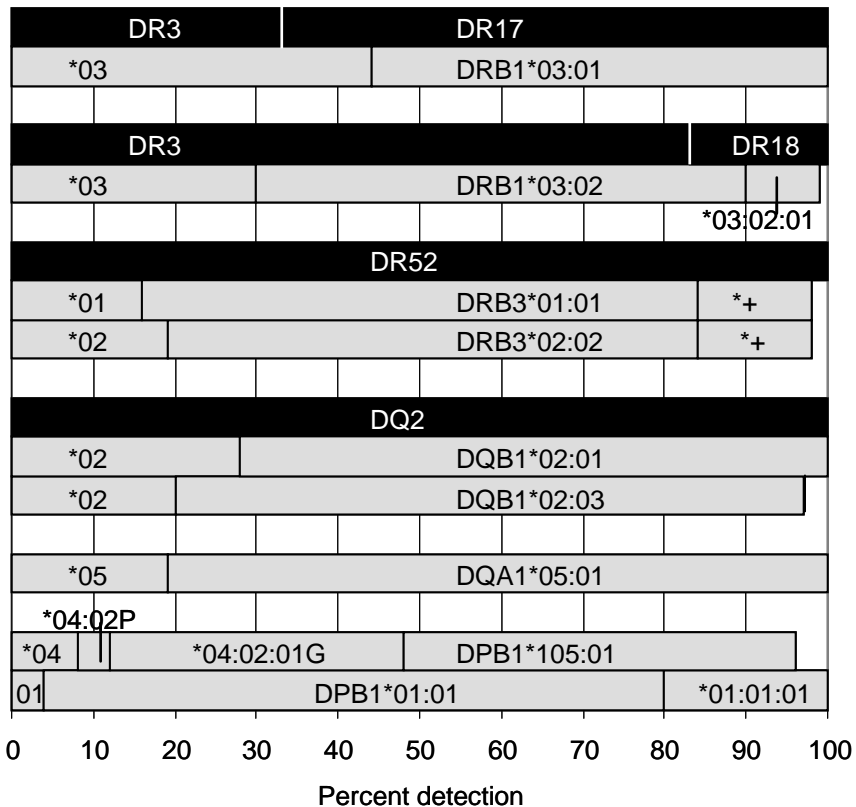 DR3 DR17
*03 DRB1*03:01
DR3 DR18
*03 DRB1*03:02
*03:02:01
DR52
*01 DRB3*01:01 *+
*02 DRB3*02:02 *+
DQ2
*02 DQB1*02:01
*02 DQB1*02:03
*05 DQA1*05:01
*04:02P
*04 *04:02:01G DPB1*105:01
01 DPB1*01:01 *01:01:01
0 10 20 30 40 50 60 70 80 90 100
Percent detection